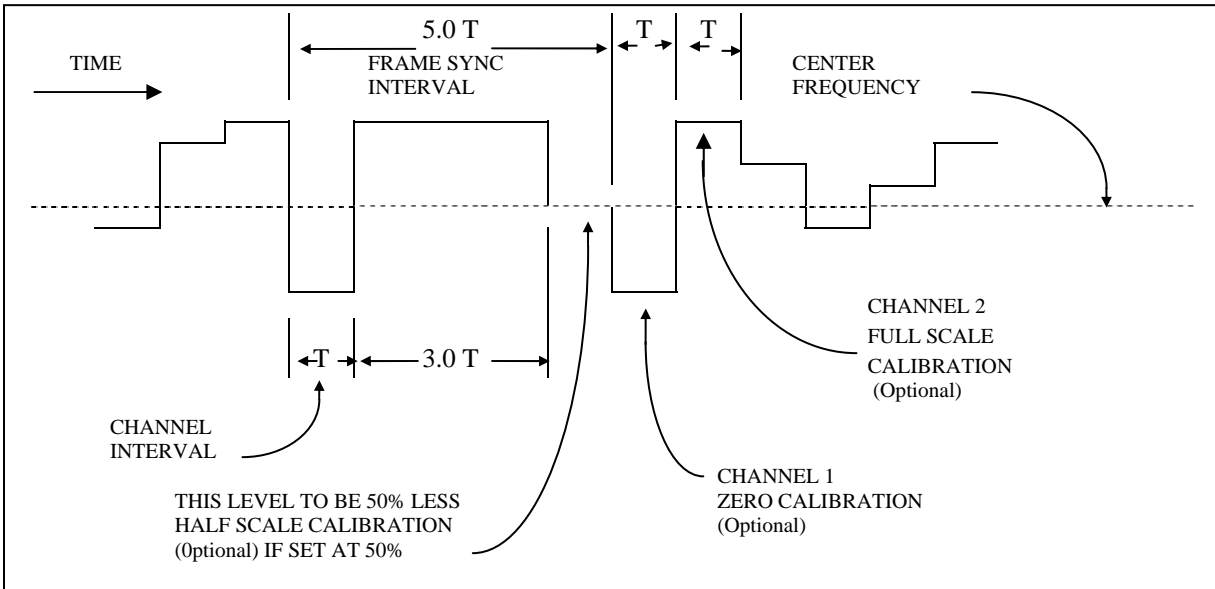 5.0 T
T
T
TIME
FRAME SYNC
INTERVAL
CENTER
FREQUENCY
T
3.0 T
CHANNEL 2
FULL SCALE
CALIBRATION
(Optional)
CHANNEL
INTERVAL
CHANNEL 1
ZERO CALIBRATION
(Optional)
THIS LEVEL TO BE 50% LESS
HALF SCALE CALIBRATION
(0ptional) IF SET AT 50%